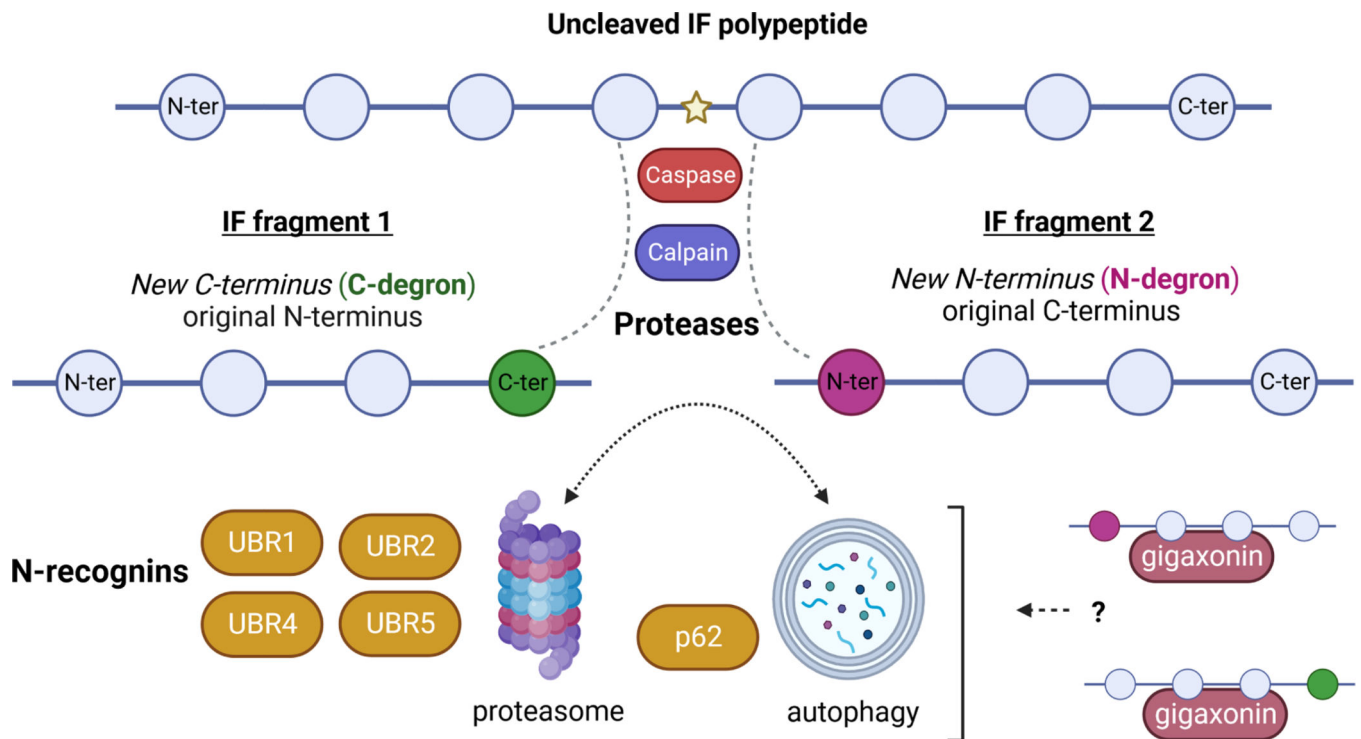 Uncleaved IF polypeptide
N-ter
C-ter
Caspase
Calpain
Proteases
IF fragment 1
New C-terminus (C-degron)
original N-terminus
N-ter
C-ter
IF fragment 2
New N-terminus (N-degron)
original C-terminus
N-ter
C-ter
N-recognins
UBR1
UBR2
UBR4
UBR5
proteasome
p62
autophagy
?
gigaxonin
gigaxonin